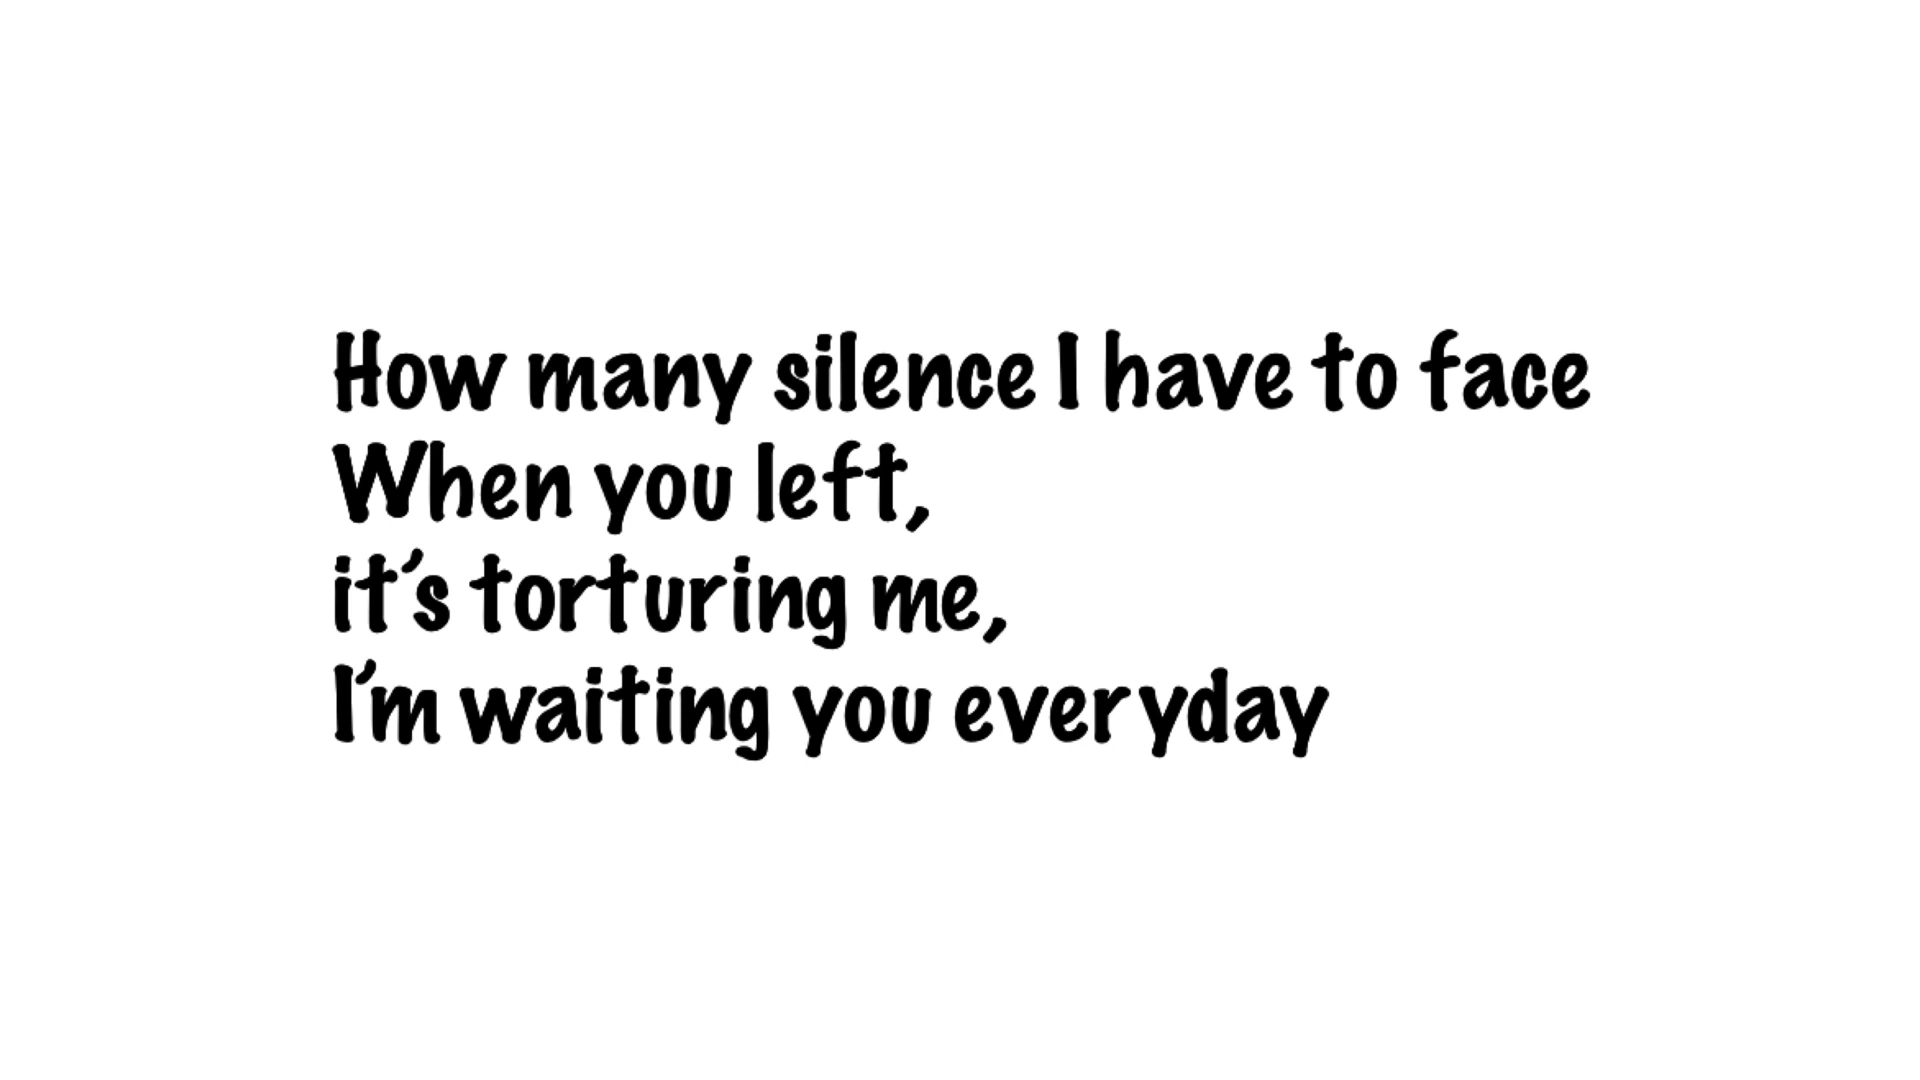 How many silence I have to face
When you left,
it’s torturing me,
I’m waiting you everyday